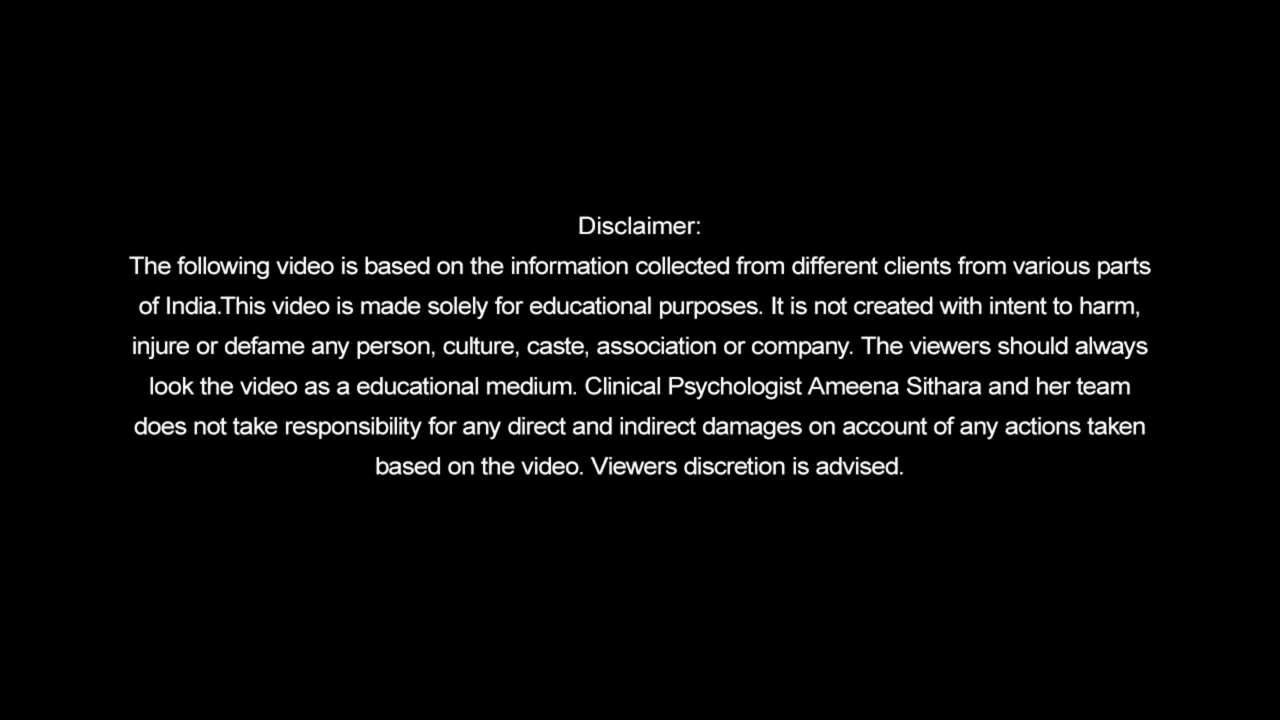 Disclaimer:
The following video is based on the information collected from different clients from various parts
of India.This video is made solely for educational purposes. It is not created with intent to harm,
injure or defame any person, culture, caste, association or company. The viewers should always
look the video as a educational medium. Clinical Psychologist Ameena Sithara and her team
does not take responsibility for any direct and indirect damages on account of any actions taken
based on the video. Viewers discretion is advised.